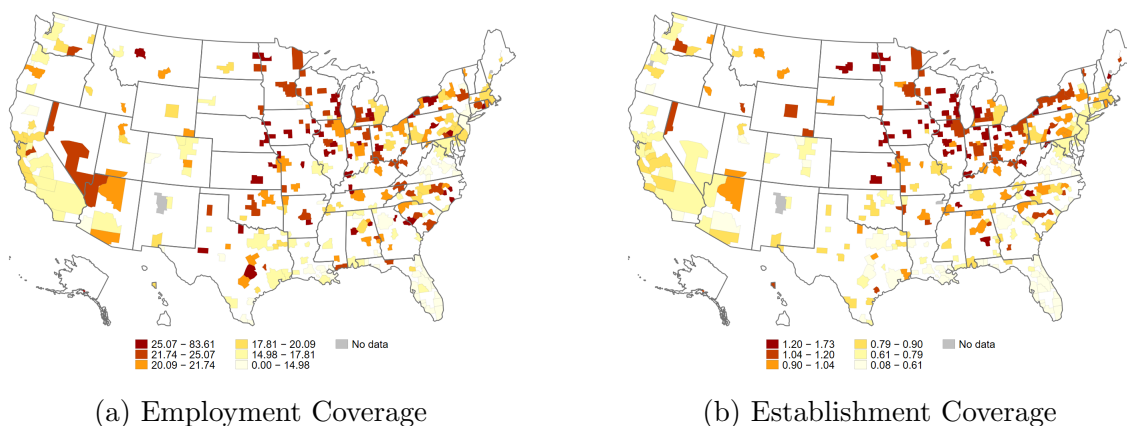 25.07 − 83.61
21.74 − 25.07
20.09 − 21.74
17.81 − 20.09
14.98 − 17.81
0.00 − 14.98
No data
(a) Employment Coverage
1.20 − 1.73
1.04 − 1.20
0.90 − 1.04
0.79 − 0.90
0.61 − 0.79
0.08 − 0.61
No data
(b) Establishment Coverage